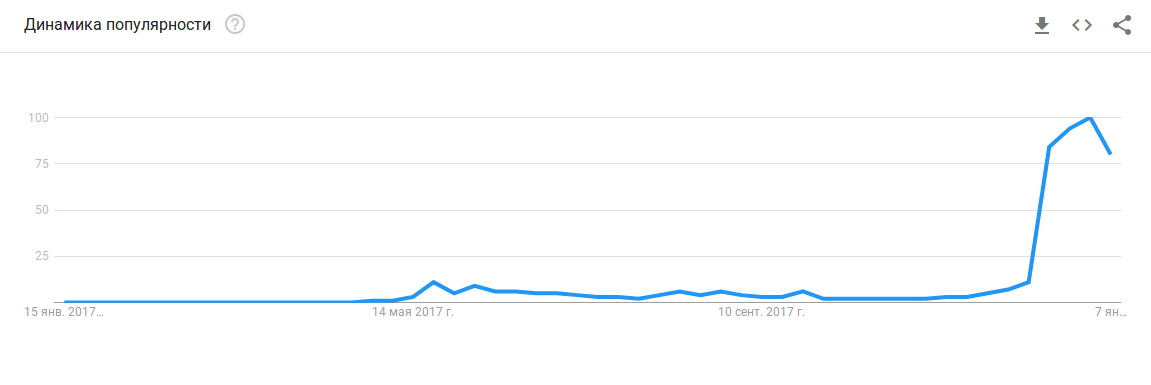 Динамика популярности ?
100
75
50
25
15 янв. 2017…
14 мая 2017 г.
10 сент. 2017 г.
7 ян…